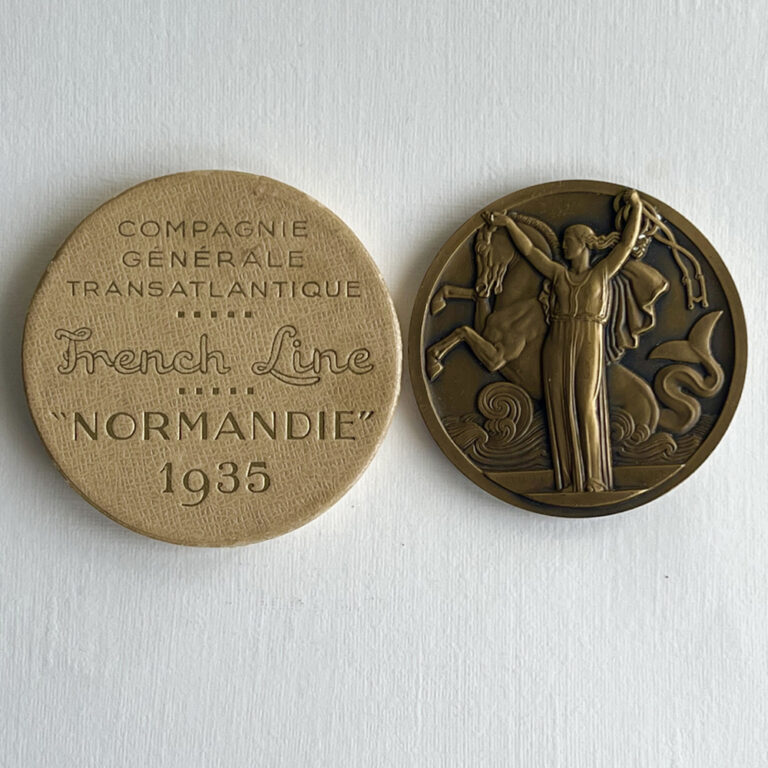 COMPAGNIE
GÉNÉRALE
TRANSATLANTIQUE
French Line
"NORMANDIE"
1935